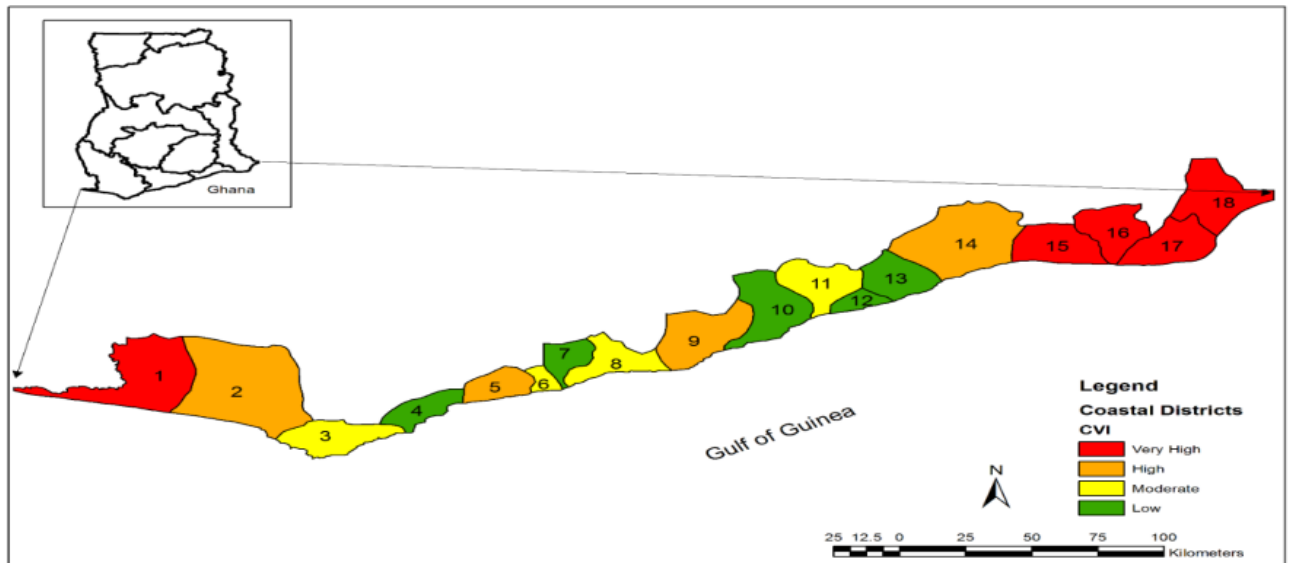 Ghana
18
16
17
14
15
13
11
12
10
9
7
8
6
5
4
1
2
3
Gulf of Guinea
Legend
Coastal Districts
CVI
Very High
High
Moderate
Low
N
25 12.5 0 25 50 75 100
Kilometers